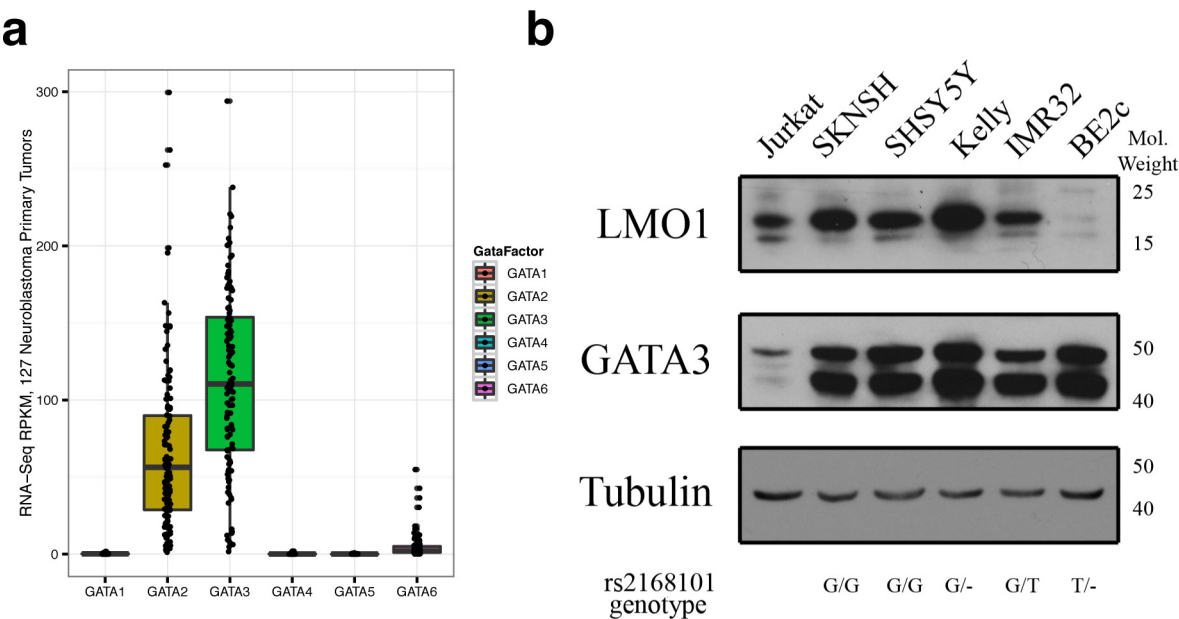 a
RNA−Seq RPKM, 127 Neuroblastoma Primary Tumors
300
200
100
0
GATA1
GATA2
GATA3
GATA4
GATA5
GATA6
GataFactor
GATA1
GATA2
GATA3
GATA4
GATA5
GATA6
b
Jurkat
SKNSH
SHSY5Y
Kelly
IMR32
BE2c
Mol.
Weight
LMO1
25
15
GATA3
50
40
Tubulin
50
40
rs2168101
genotype
G/G
G/G
G/-
G/T
T/-